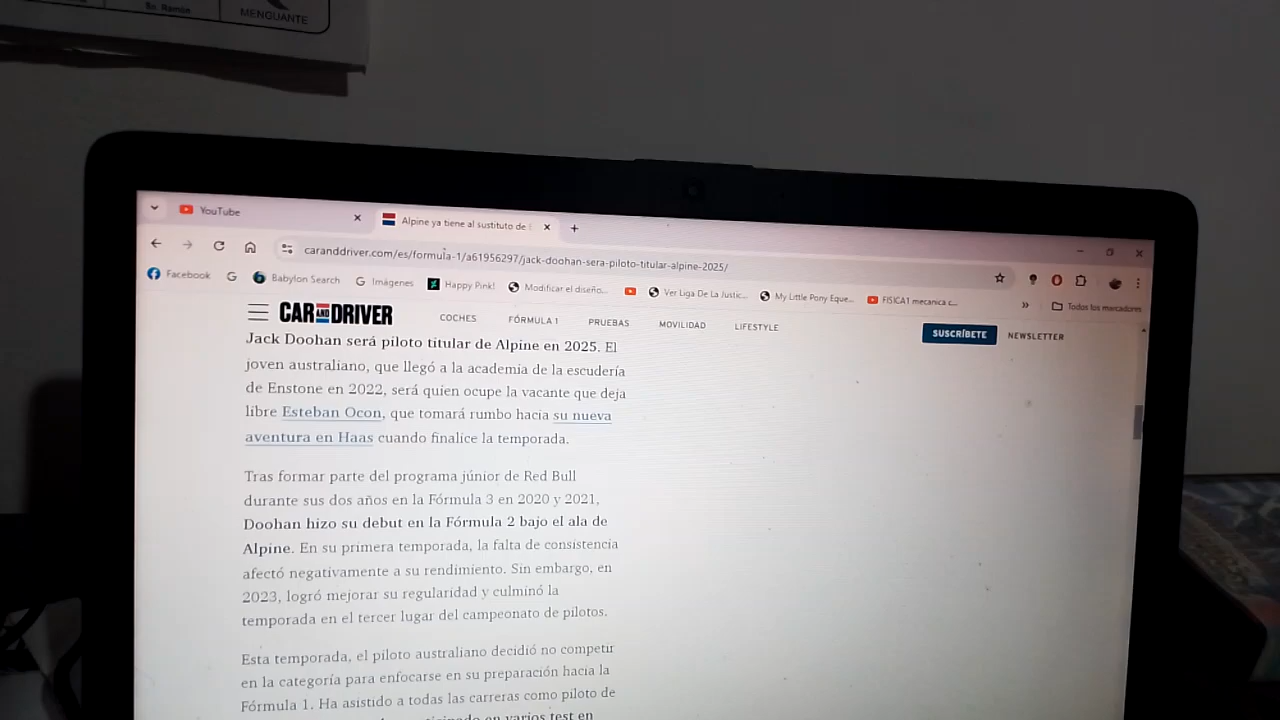 Sc. Ramón
MENGUANTE
YouTube
Alpine ya tiene al sustituto de
caranddriver.com/es/formula-1/a61956297/jack-doohan-sera-piloto-titular-alpine-2025/
Facebook
Babylon Search
Imágenes
Happy Pink!
Modificar el diseño...
Ver Liga De La Justic...
My Little Pony Eque...
FISICA1 mecanica c...
»
Todos los marcadores
CAR AND DRIVER
COCHES
FÓRMULA 1
PRUEBAS
MOVILIDAD
LIFESTYLE
SUSCRÍBETE
NEWSLETTER
Jack Doohan será piloto titular de Alpine en 2025. El
joven australiano, que llegó a la academia de la escudería
de Enstone en 2022, será quien ocupe la vacante que deja
libre Esteban Ocon, que tomará rumbo hacia su nueva
aventura en Haas cuando finalice la temporada.
Tras formar parte del programa júnior de Red Bull
durante sus dos años en la Fórmula 3 en 2020 y 2021,
Doohan hizo su debut en la Fórmula 2 bajo el ala de
Alpine. En su primera temporada, la falta de consistencia
afectó negativamente a su rendimiento. Sin embargo, en
2023, logró mejorar su regularidad y culminó la
temporada en el tercer lugar del campeonato de pilotos.
Esta temporada, el piloto australiano decidió no competir
en la categoría para enfocarse en su preparación hacia la
Fórmula 1. Ha asistido a todas las carreras como piloto de
en varios test en